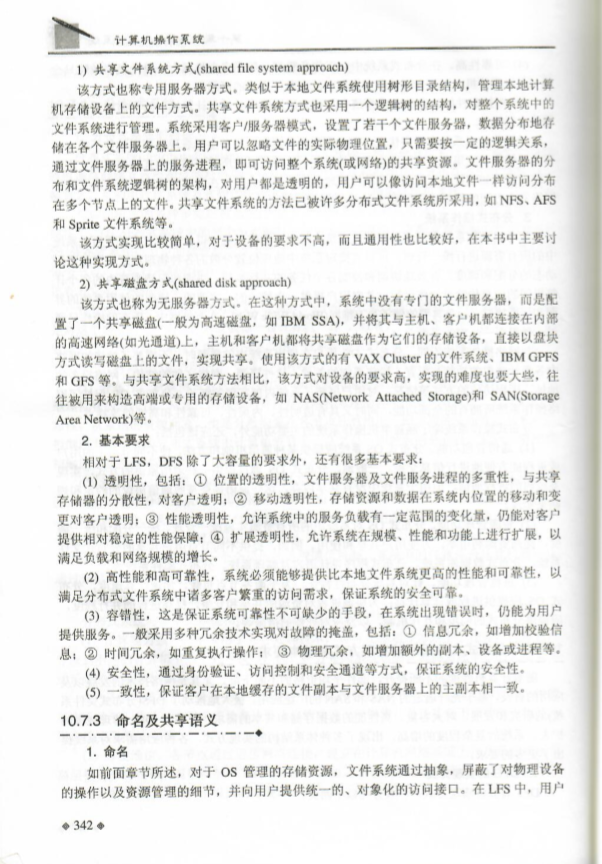 计算机操作系统
1) 共享文件系统方式(shared file system approach)
该方式也称专用服务器方式。类似于本地文件系统使用树形目录结构，管理本地计算
机存储设备上的文件方式。共享文件系统方式也采用一个逻辑树的结构，对整个系统中的
文件系统进行管理。系统采用客户/服务器模式，设置了若干个文件服务器，数据分布地存
储在各个文件服务器上。用户可以忽略文件的实际物理位置，只需要按一定的逻辑关系，
通过文件服务器上的服务进程，即可访问整个系统(或网络)的共享资源。文件服务器的分
布和文件系统逻辑树的架构，对用户都是透明的，用户可以像访问本地文件一样访问分布
在多个节点上的文件。共享文件系统的方法已被许多分布式文件系统所采用，如 NFS、AFS
和 Sprite 文件系统等。
该方式实现比较简单，对于设备的要求不高，而且通用性也比较好，在本书中主要讨
论这种实现方式。
2) 共享磁盘方式(shared disk approach)
该方式也称为无服务器方式。在这种方式中，系统中没有专门的文件服务器，而是配
置了一个共享磁盘(一般为高速磁盘，如 IBM SSA)，并将其与主机、客户机都连接在内部
的高速网络(如光通道)上，主机和客户机都将共享磁盘作为它们的存储设备，直接以盘块
方式读写磁盘上的文件，实现共享。使用该方式的有 VAX Cluster 的文件系统、IBM GPFS
和 GFS 等。与共享文件系统方法相比，该方式对设备的要求高，实现的难度也要大些，往
往被用来构造高端或专用的存储设备，如 NAS(Network Attached Storage)和 SAN(Storage
Area Network)等。
2. 基本要求
相对于 LFS，DFS 除了大容量的要求外，还有很多基本要求：
(1) 透明性，包括：① 位置的透明性，文件服务器及文件服务进程的多重性，与共享
存储器的分散性，对客户透明；② 移动透明性，存储资源和数据在系统内位置的移动和变
更对客户透明；③ 性能透明性，允许系统中的服务负载有一定范围的变化量，仍能对客户
提供相对稳定的性能保障；④ 扩展透明性，允许系统在规模、性能和功能上进行扩展，以
满足负载和网络规模的增长。
(2) 高性能和高可靠性，系统必须能够提供比本地文件系统更高的性能和可靠性，以
满足分布式文件系统中诸多客户繁重的访问需求，保证系统的安全可靠。
(3) 容错性，这是保证系统可靠性不可缺少的手段，在系统出现错误时，仍能为用户
提供服务。一般采用多种冗余技术实现对故障的掩盖，包括：① 信息冗余，如增加校验信
息；② 时间冗余，如重复执行操作； ③ 物理冗余，如增加额外的副本、设备或进程等。
(4) 安全性，通过身份验证、访问控制和安全通道等方式，保证系统的安全性。
(5) 一致性，保证客户在本地缓存的文件副本与文件服务器上的主副本相一致。
10.7.3 命名及共享语义
1. 命名
如前面章节所述，对于 OS 管理的存储资源，文件系统通过抽象，屏蔽了对物理设备
的操作以及资源管理的细节，并向用户提供统一的、对象化的访问接口。在 LFS 中，用户
342